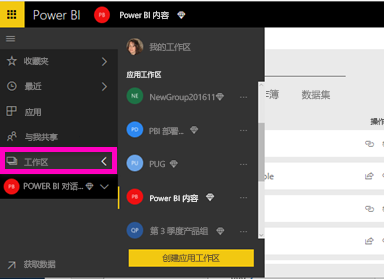 Power BI
PB
Power BI 内容
收藏夹
最近
应用
与我共享
工作区
PB
POWER BI 对话...
获取数据
我的工作区
应用工作区
NE
NewGroup201611
...
PD
PBI 部署...
...
PU
PUG
...
PB
Power BI 内容
...
QP
第 3 季度产品组
...
创建应用工作区
簿
数据集
操作
ple